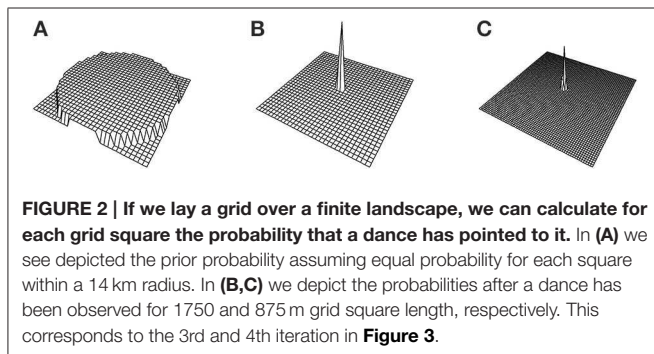 A B C
FIGURE 2 | If we lay a grid over a finite landscape, we can calculate for
each grid square the probability that a dance has pointed to it. In (A) we
see depicted the prior probability assuming equal probability for each square
within a 14 km radius. In (B,C) we depict the probabilities after a dance has
been observed for 1750 and 875 m grid square length, respectively. This
corresponds to the 3rd and 4th iteration in Figure 3.